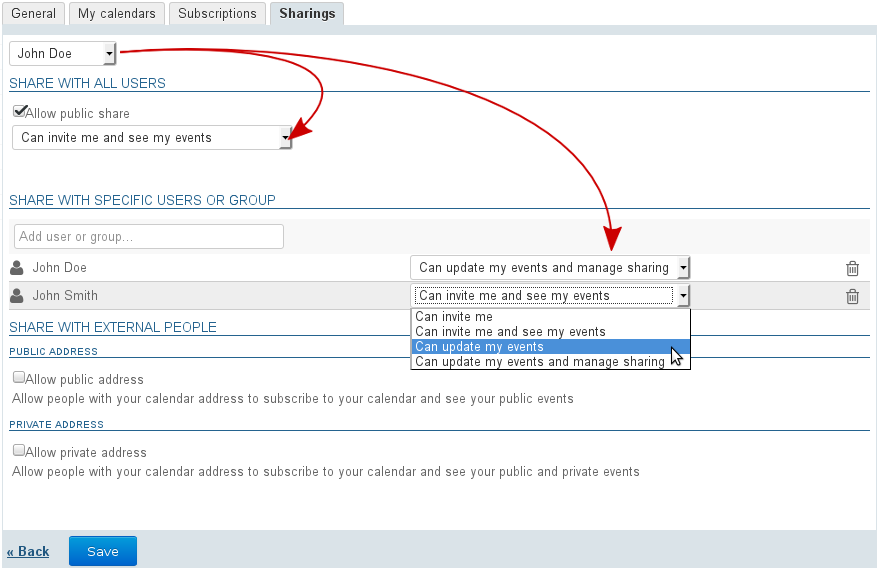 General My calendars Subscriptions Sharings
John Doe
SHARE WITH ALL USERS
Allow public share
Can invite me and see my events
SHARE WITH SPECIFIC USERS OR GROUP
Add user or group...
John Doe Can update my events and manage sharing
John Smith Can invite me and see my events
Can invite me
Can invite me and see my events
Can update my events
Can update my events and manage sharing
SHARE WITH EXTERNAL PEOPLE
PUBLIC ADDRESS
Allow public address
Allow people with your calendar address to subscribe to your calendar and see your public events
PRIVATE ADDRESS
Allow private address
Allow people with your calendar address to subscribe to your calendar and see your public and private events
« Back Save